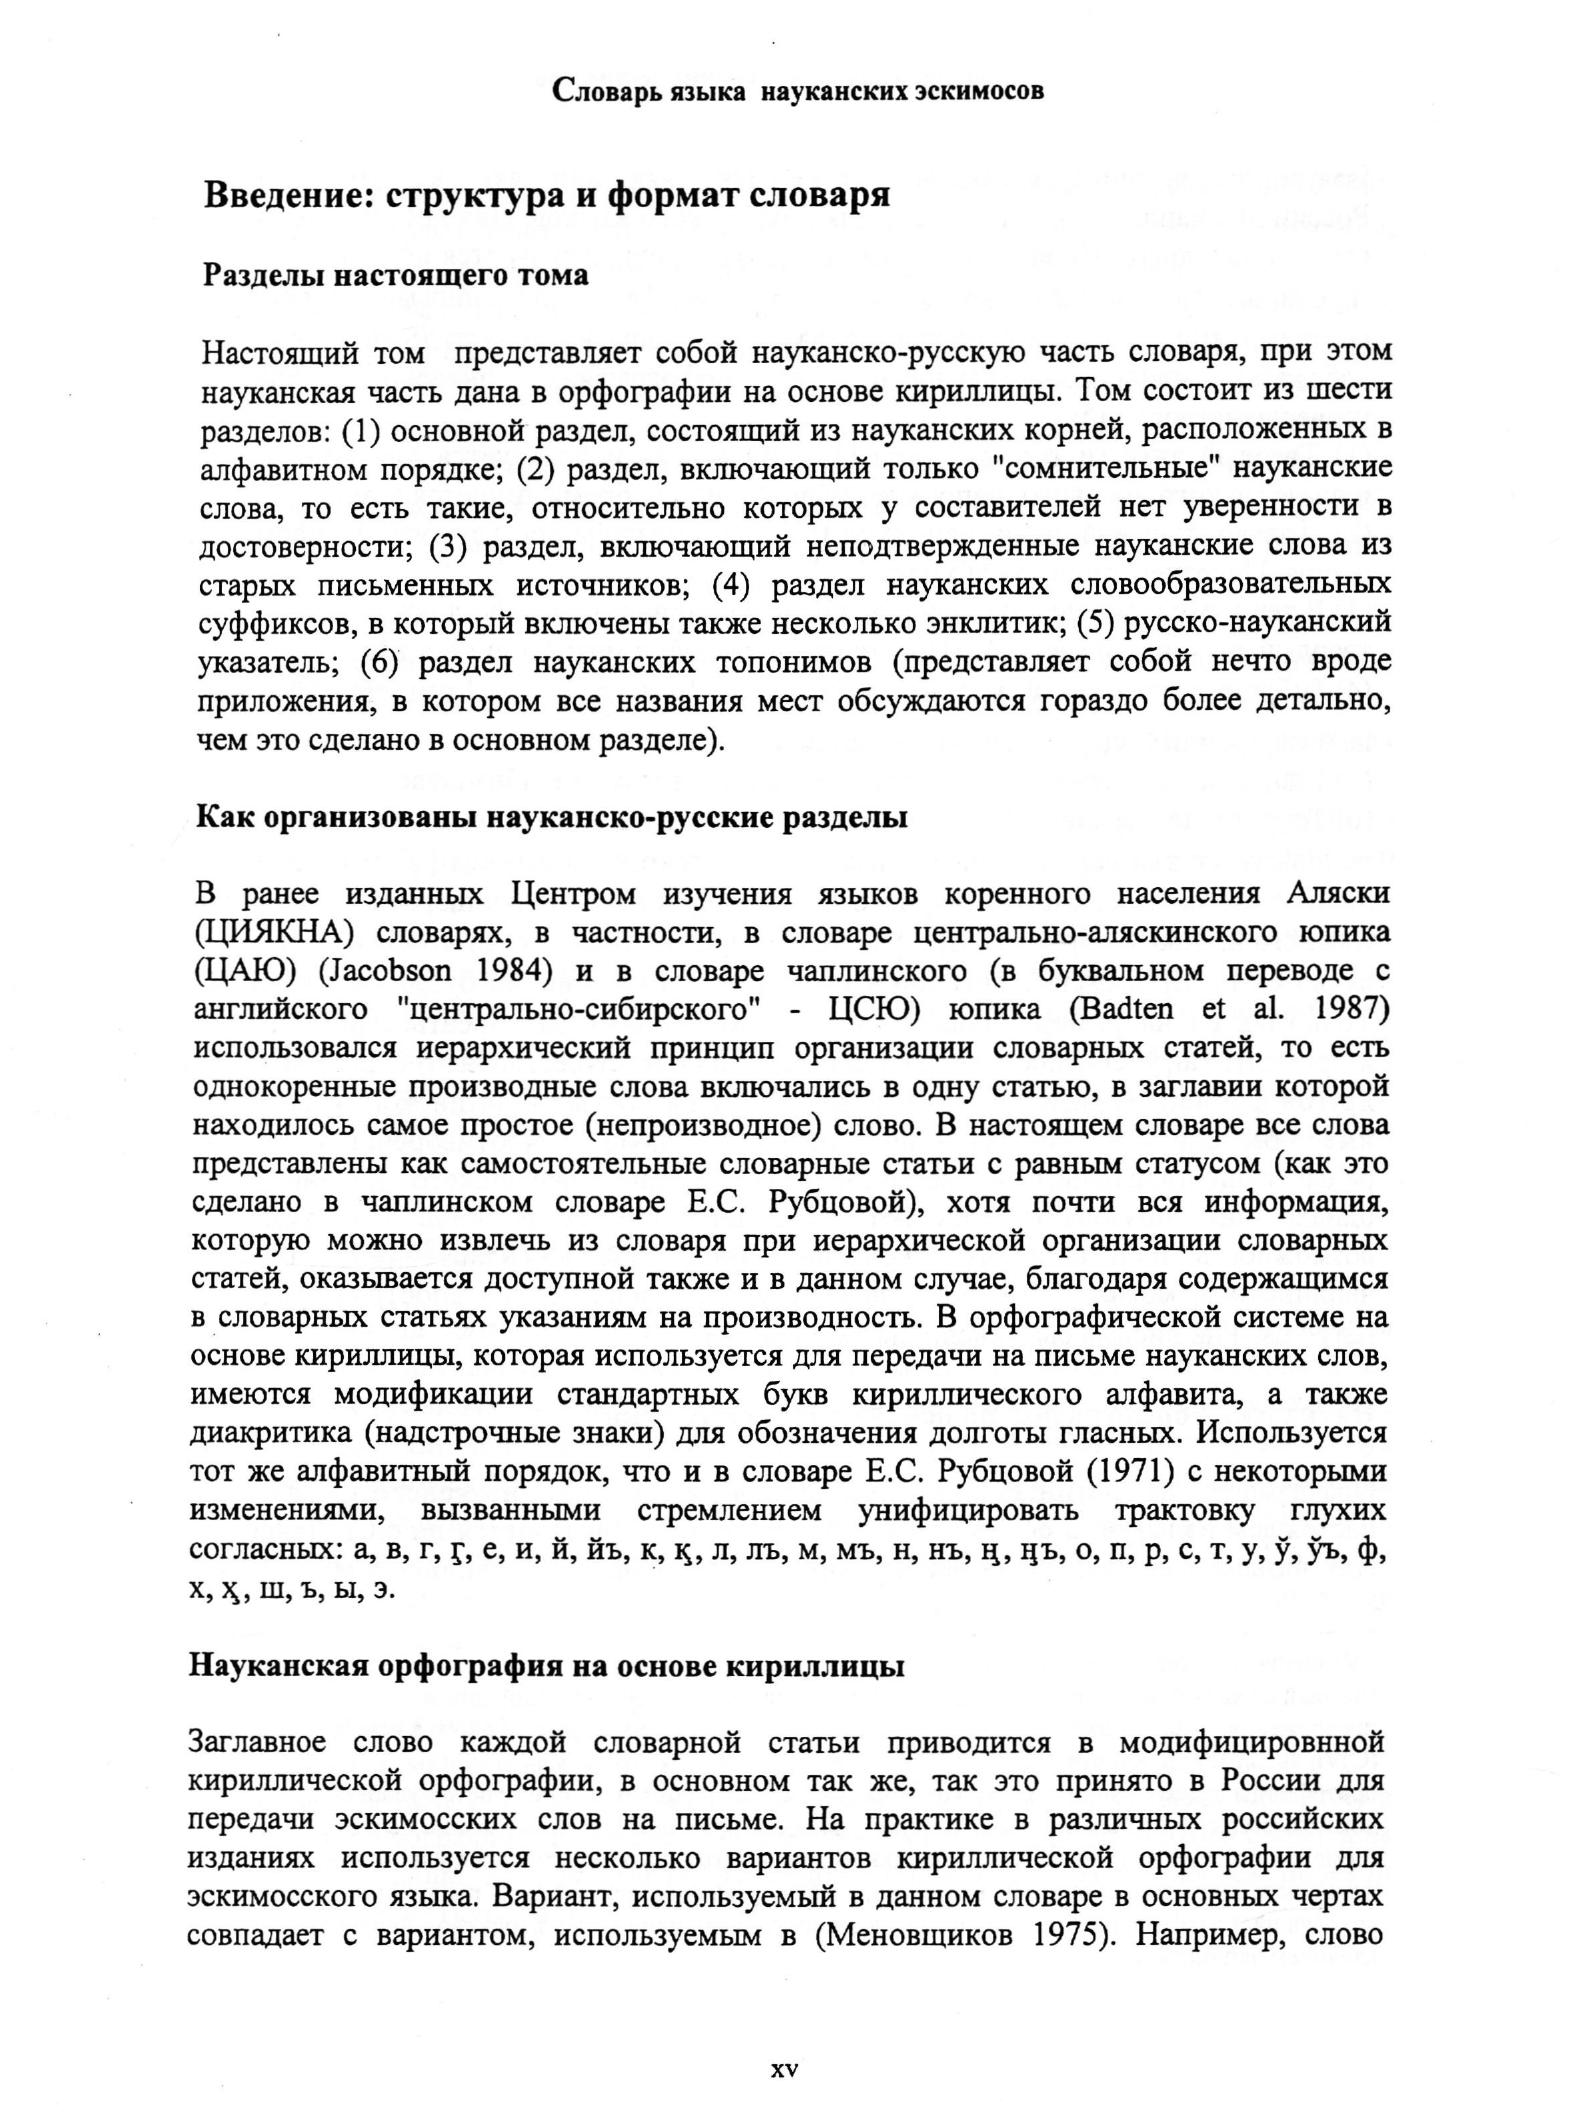 Словарь языка науканских эскимосов
Введение: структура и формат словаря
Разделы настоящего тома
Настоящий том представляет собой науканско-русскую часть словаря, при этом
науканская часть дана в орфографии на основе кириллицы. Том состоит из шести
разделов: (1) основной раздел, состоящий из науканских корней, расположенных в
алфавитном порядке; (2) раздел, включающий только "сомнительные" науканские
слова, то есть такие, относительно которых у составителей нет уверенности в
достоверности; (3) раздел, включающий неподтвержденные науканские слова из
старых письменных источников; (4) раздел науканских словообразовательных
суффиксов, в который включены также несколько энклитик; (5) русско-науканский
указатель; (6) раздел науканских топонимов (представляет собой нечто вроде
приложения, в котором все названия мест обсуждаются гораздо более детально,
чем это сделано в основном разделе).
Как организованы науканско-русские разделы
В ранее изданных Центром изучения языков коренного населения Аляски
(ЦИЯКНА) словарях, в частности, в словаре центрально-аляскинского юпика
(ЦАЮ) (Jacobson 1984) и в словаре чаплинского (в буквальном переводе с
английского "центрально-сибирского" - ЦСЮ) юпика (Badten et al. 1987)
использовался иерархический принцип организации словарных статей, то есть
однокоренные производные слова включались в одну статью, в заглавии которой
находилось самое простое (непроизводное) слово. В настоящем словаре все слова
представлены как самостоятельные словарные статьи с равным статусом (как это
сделано в чаплинском словаре Е.С. Рубцовой), хотя почти вся информация,
которую можно извлечь из словаря при иерархической организации словарных
статей, оказывается доступной также и в данном случае, благодаря содержащимся
в словарных статьях указаниям на производность. В орфографической системе на
основе кириллицы, которая используется для передачи на письме науканских слов,
имеются модификации стандартных букв кириллического алфавита, а также
диакритика (надстрочные знаки) для обозначения долготы гласных. Используется
тот же алфавитный порядок, что и в словаре Е.С. Рубцовой (1971) с некоторыми
изменениями, вызванными стремлением унифицировать трактовку глухих
согласных: а, в, г, ӷ, е, и, й, йъ, к, қ, л, лъ, м, мъ, н, нъ, ӈ, ӈъ, о, п, р, с, т, у, ў, ўъ, ф,
х, ҳ, ш, ъ, ы, э.
Науканская орфография на основе кириллицы
Заглавное слово каждой словарной статьи приводится в модифицировнной
кириллической орфографии, в основном так же, так это принято в России для
передачи эскимосских слов на письме. На практике в различных российских
изданиях используется несколько вариантов кириллической орфографии для
эскимосского языка. Вариант, используемый в данном словаре в основных чертах
совпадает с вариантом, используемым в (Меновщиков 1975). Например, слово
xv